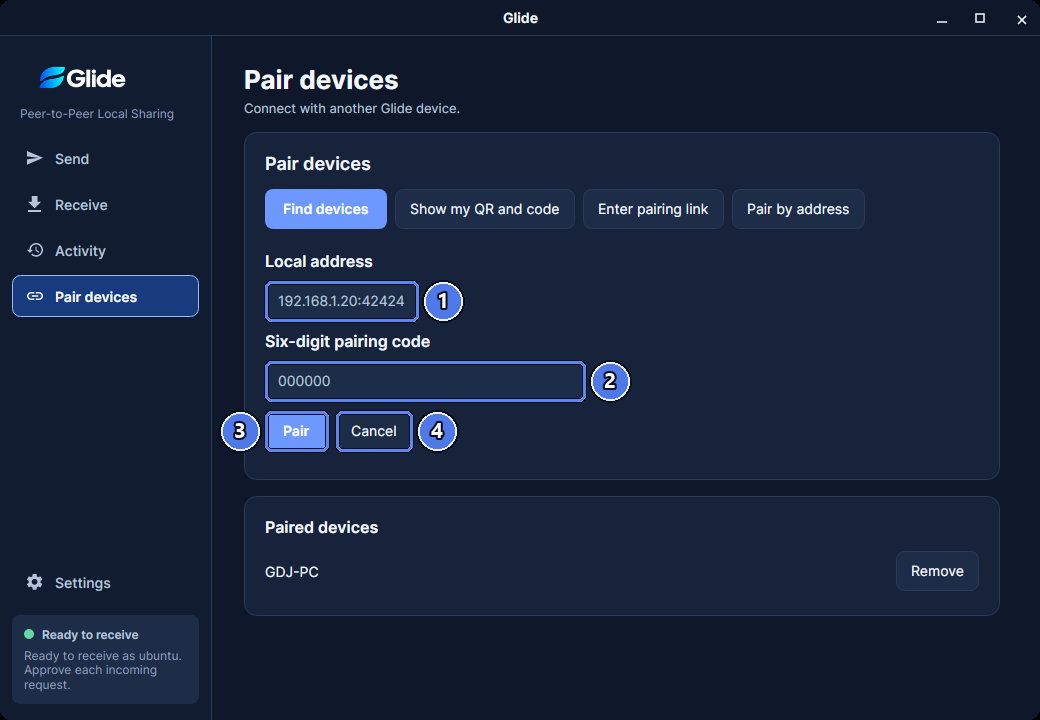 Glide
Glide
Peer-to-Peer Local Sharing
Send
Receive
Activity
Pair devices
Settings
Ready to receive
Ready to receive as ubuntu.
Approve each incoming
request.
Pair devices
Connect with another Glide device.
Pair devices
Find devices Show my QR and code Enter pairing link Pair by address
Local address
192.168.1.20:42424 1
Six-digit pairing code
000000 2
3 Pair Cancel 4
Paired devices
GDJ-PC Remove